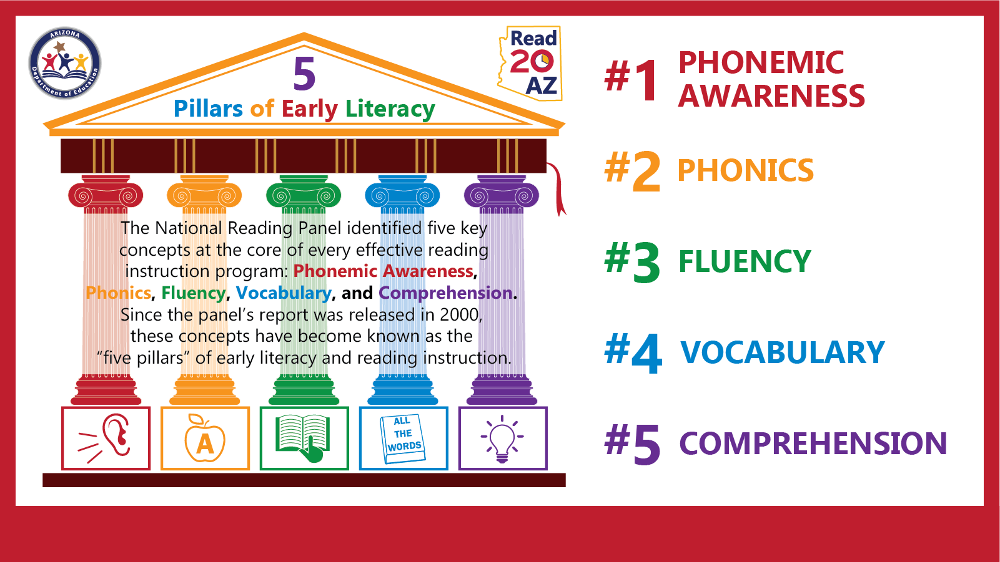 ARIZONA
Department of Education
Read
20
AZ
5
Pillars of Early Literacy
The National Reading Panel identified five key
concepts at the core of every effective reading
instruction program: Phonemic Awareness,
Phonics, Fluency, Vocabulary, and Comprehension.
Since the panel’s report was released in 2000,
these concepts have become known as the
“five pillars” of early literacy and reading instruction.
A
ALL
THE
WORDS
#1 PHONEMIC
AWARENESS
#2 PHONICS
#3 FLUENCY
#4 VOCABULARY
#5 COMPREHENSION